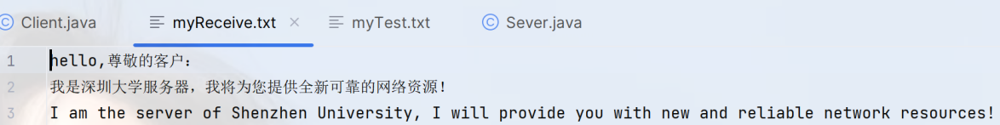 Client.java myReceive.txt myTest.txt Sever.java
1 hello,尊敬的客户：
2 我是深圳大学服务器，我将为您提供全新可靠的网络资源！
3 I am the server of Shenzhen University, I will provide you with new and reliable network resources!